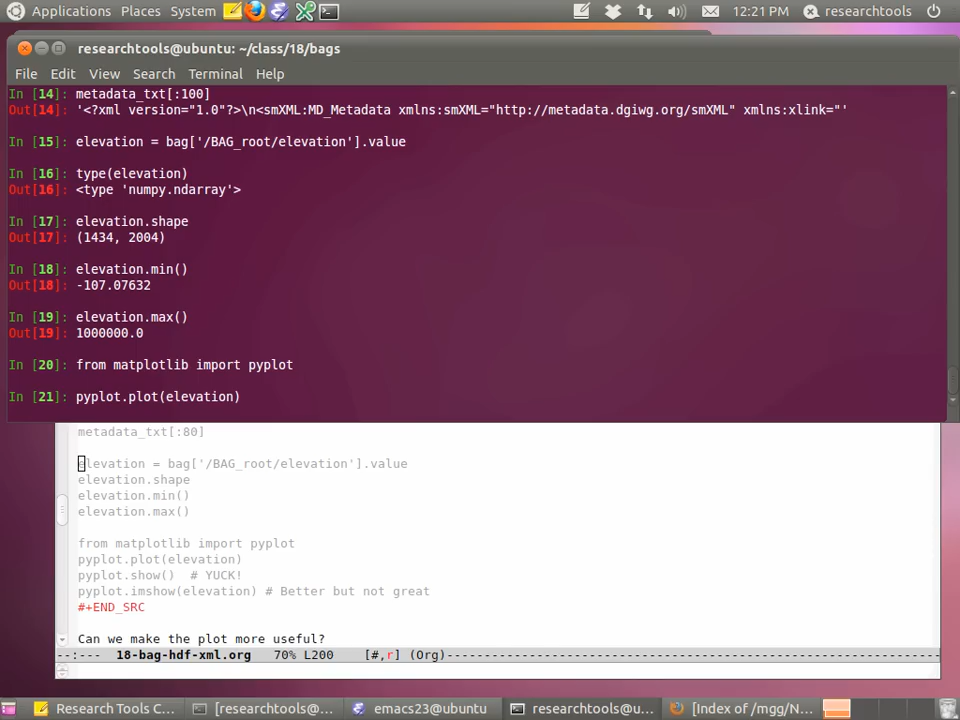 Applications Places System 12:21 PM researchtools
researchtools@ubuntu: ~/class/18/bags
File Edit View Search Terminal Help
In [14]: metadata_txt[:100]
Out[14]: '<?xml version="1.0"?>\n<smXML:MD_Metadata xmlns:smXML="http://metadata.dgiwg.org/smXML" xmlns:xlink="'
In [15]: elevation = bag['/BAG_root/elevation'].value
In [16]: type(elevation)
Out[16]: <type 'numpy.ndarray'>
In [17]: elevation.shape
Out[17]: (1434, 2004)
In [18]: elevation.min()
Out[18]: -107.07632
In [19]: elevation.max()
Out[19]: 1000000.0
In [20]: from matplotlib import pyplot
In [21]: pyplot.plot(elevation)
metadata_txt[:80]
elevation = bag['/BAG_root/elevation'].value
elevation.shape
elevation.min()
elevation.max()
from matplotlib import pyplot
pyplot.plot(elevation)
pyplot.show()  # YUCK!
pyplot.imshow(elevation) # Better but not great
#+END_SRC
Can we make the plot more useful?
--:---  18-bag-hdf-xml.org   70% L200    [#,r] (Org)-----------------------------------------------------------------
Research Tools C... [researchtools@... emacs23@ubuntu researchtools@u... [Index of /mgg/N...